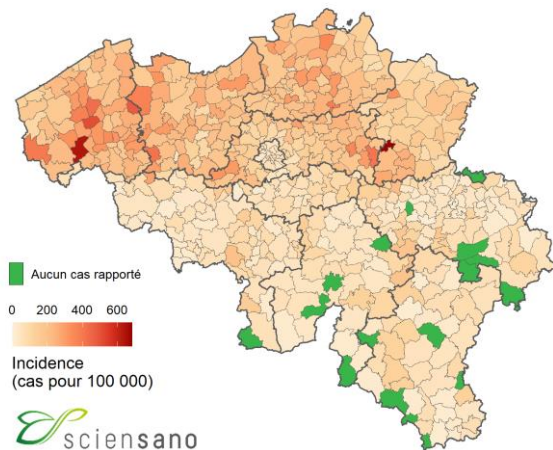 Aucun cas rapporté
0 200 400 600
Incidence
(cas pour 100 000)
sciensano